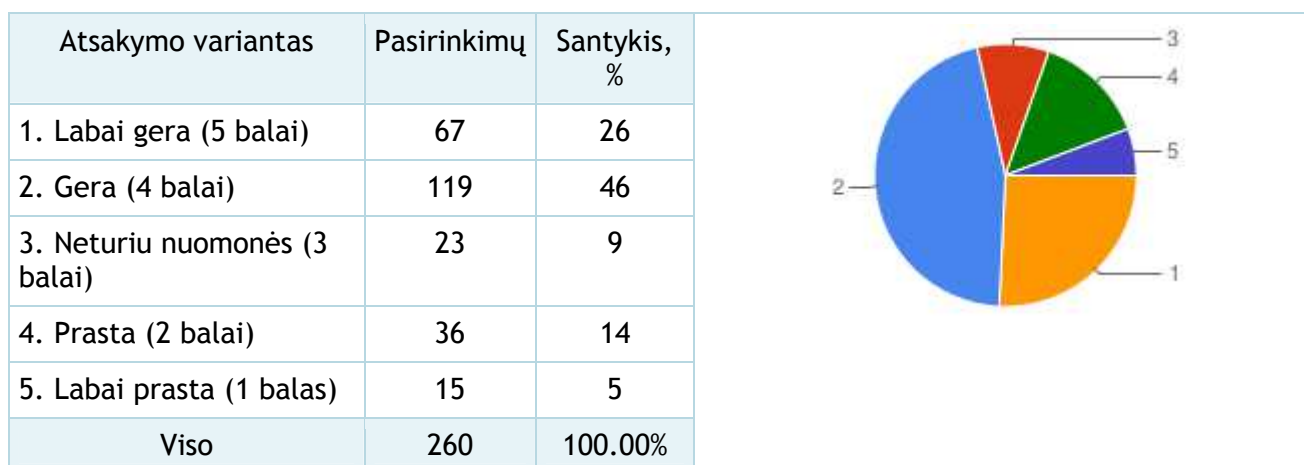 Atsakymo variantas Pasirinkimų Santykis,
%
1. Labai gera (5 balai) 67 26
2. Gera (4 balai) 119 46
3. Neturiu nuomonės (3
balai) 23 9
4. Prasta (2 balai) 36 14
5. Labai prasta (1 balas) 15 5
Viso 260 100.00%
3
4
5
2
1